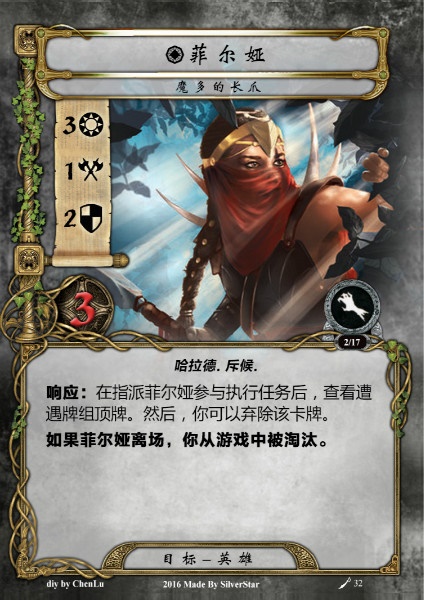 菲尔娅
魔多的长爪
3
1
2
3
2/17
哈拉德. 斥候.
响应：在指派菲尔娅参与执行任务后，查看遭
遇牌组顶牌。然后，你可以弃除该卡牌。
如果菲尔娅离场，你从游戏中被淘汰。
目标 – 英雄
diy by ChenLu
2016 Made By SilverStar
32